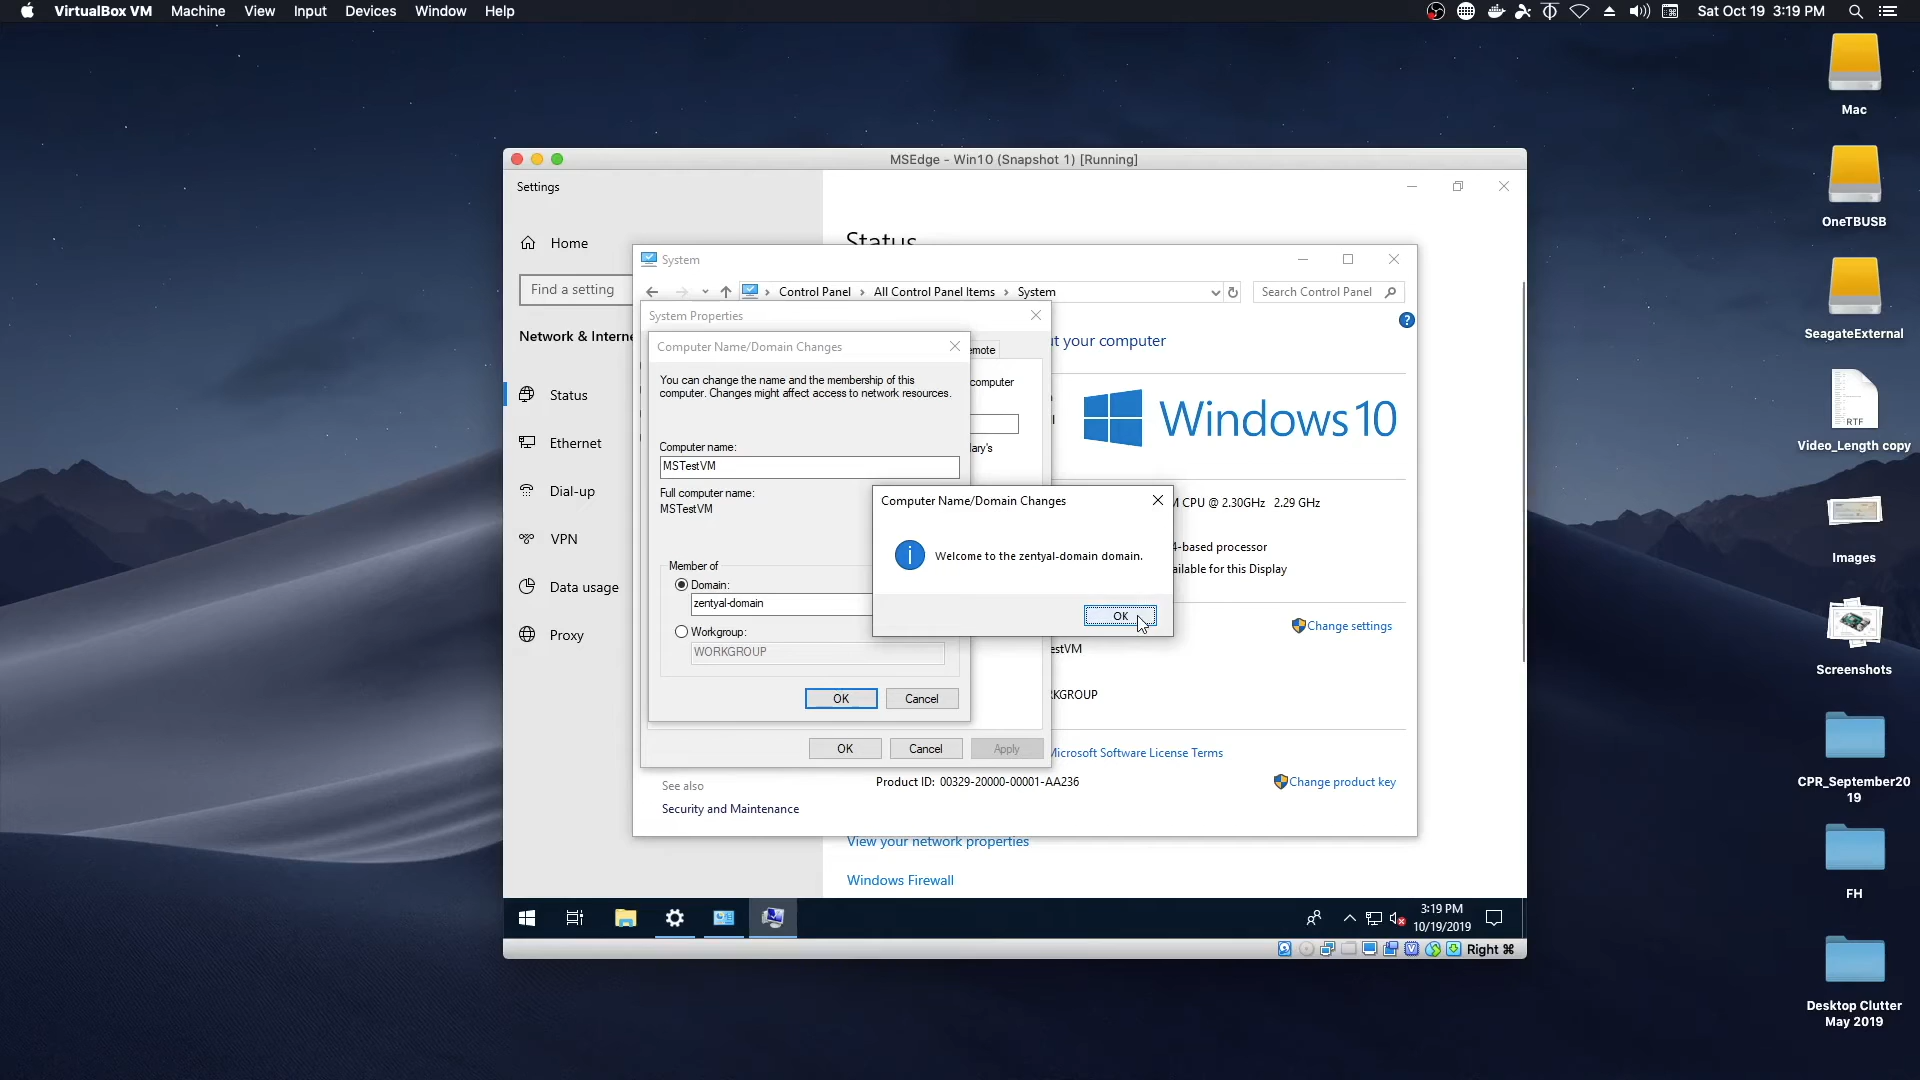 VirtualBox VM Machine View Input Devices Window Help
Sat Oct 19 3:19 PM
Mac
OneTBUSB
SeagateExternal
RTF
Video_Length copy
Images
Screenshots
CPR_September20
19
FH
Desktop Clutter
May 2019
MSEdge - Win10 (Snapshot 1) [Running]
Settings
Home
Find a setting
Network & Interne
Status
Ethernet
Dial-up
VPN
Data usage
Proxy
Status
System
Control Panel › All Control Panel Items › System
Search Control Panel
System Properties
Computer Name/Domain Changes
emote
ut your computer
You can change the name and the membership of this
computer. Changes might affect access to network resources.
computer
Windows 10
ary's
Computer name:
MSTestVM
Full computer name:
MSTestVM
Computer Name/Domain Changes
M CPU @ 2.30GHz 2.29 GHz
Welcome to the zentyal-domain domain.
4-based processor
ailable for this Display
Member of
Domain:
zentyal-domain
OK
Workgroup:
WORKGROUP
Change settings
estVM
KGROUP
OK Cancel
OK Cancel Apply
Microsoft Software License Terms
See also
Product ID: 00329-20000-00001-AA236
Change product key
Security and Maintenance
View your network properties
Windows Firewall
3:19 PM
10/19/2019
Right ⌘